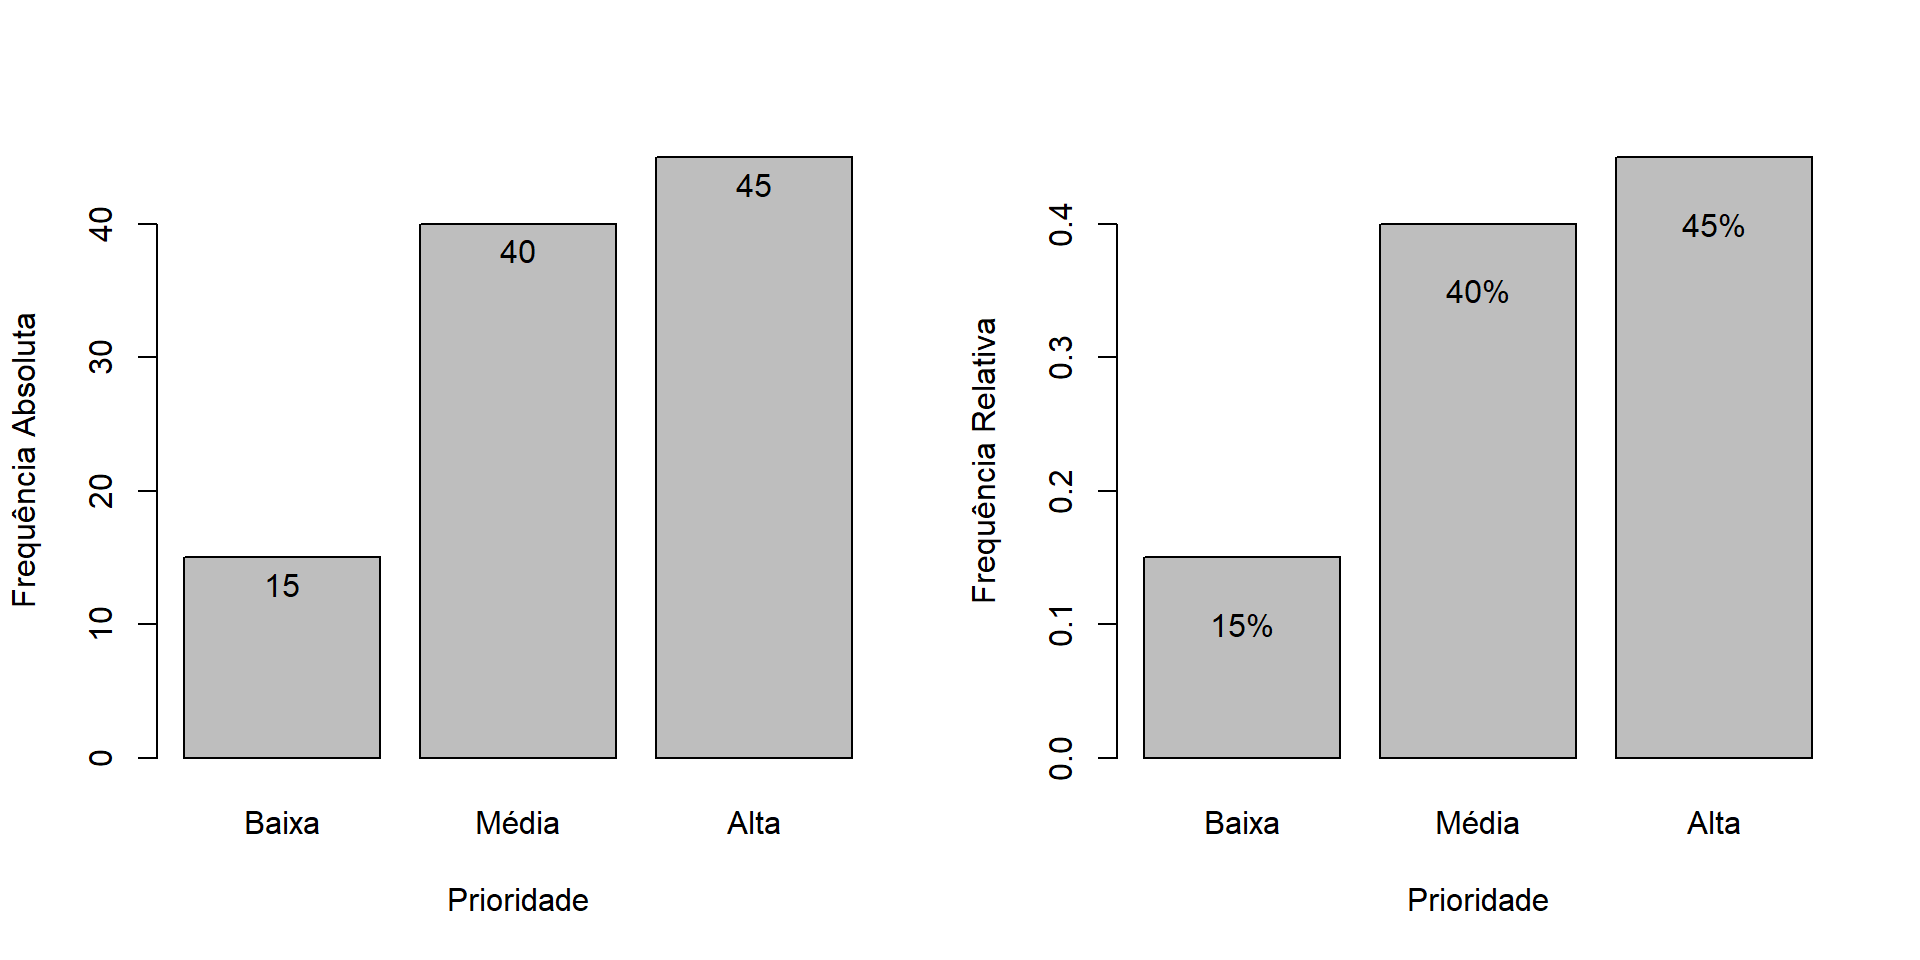 Frequência Absoluta
40
30
20
10
0
15
40
45
Baixa Média Alta
Prioridade
Frequência Relativa
0.4
0.3
0.2
0.1
0.0
15%
40%
45%
Baixa Média Alta
Prioridade